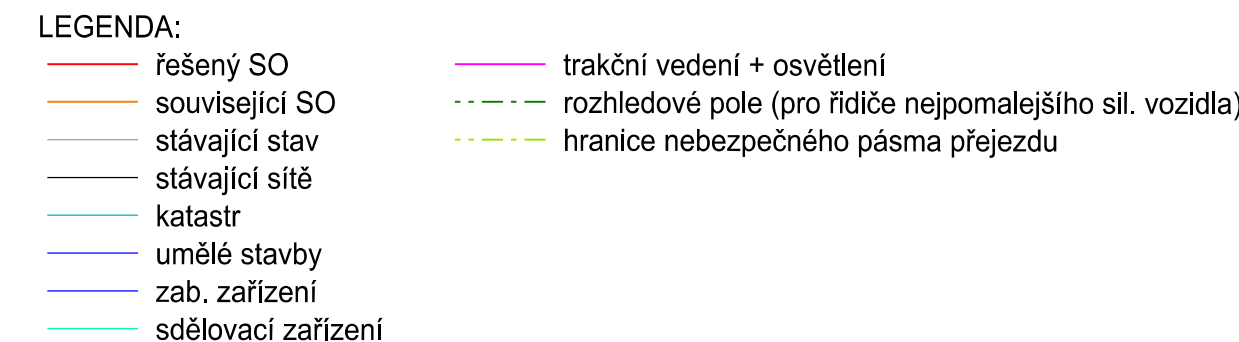 LEGENDA:
řešený SO
související SO
stávající stav
stávající sítě
katastr
umělé stavby
zab. zařízení
sdělovací zařízení
trakční vedení + osvětlení
rozhledové pole (pro řidiče nejpomalejšího sil. vozidla)
hranice nebezpečného pásma přejezdu